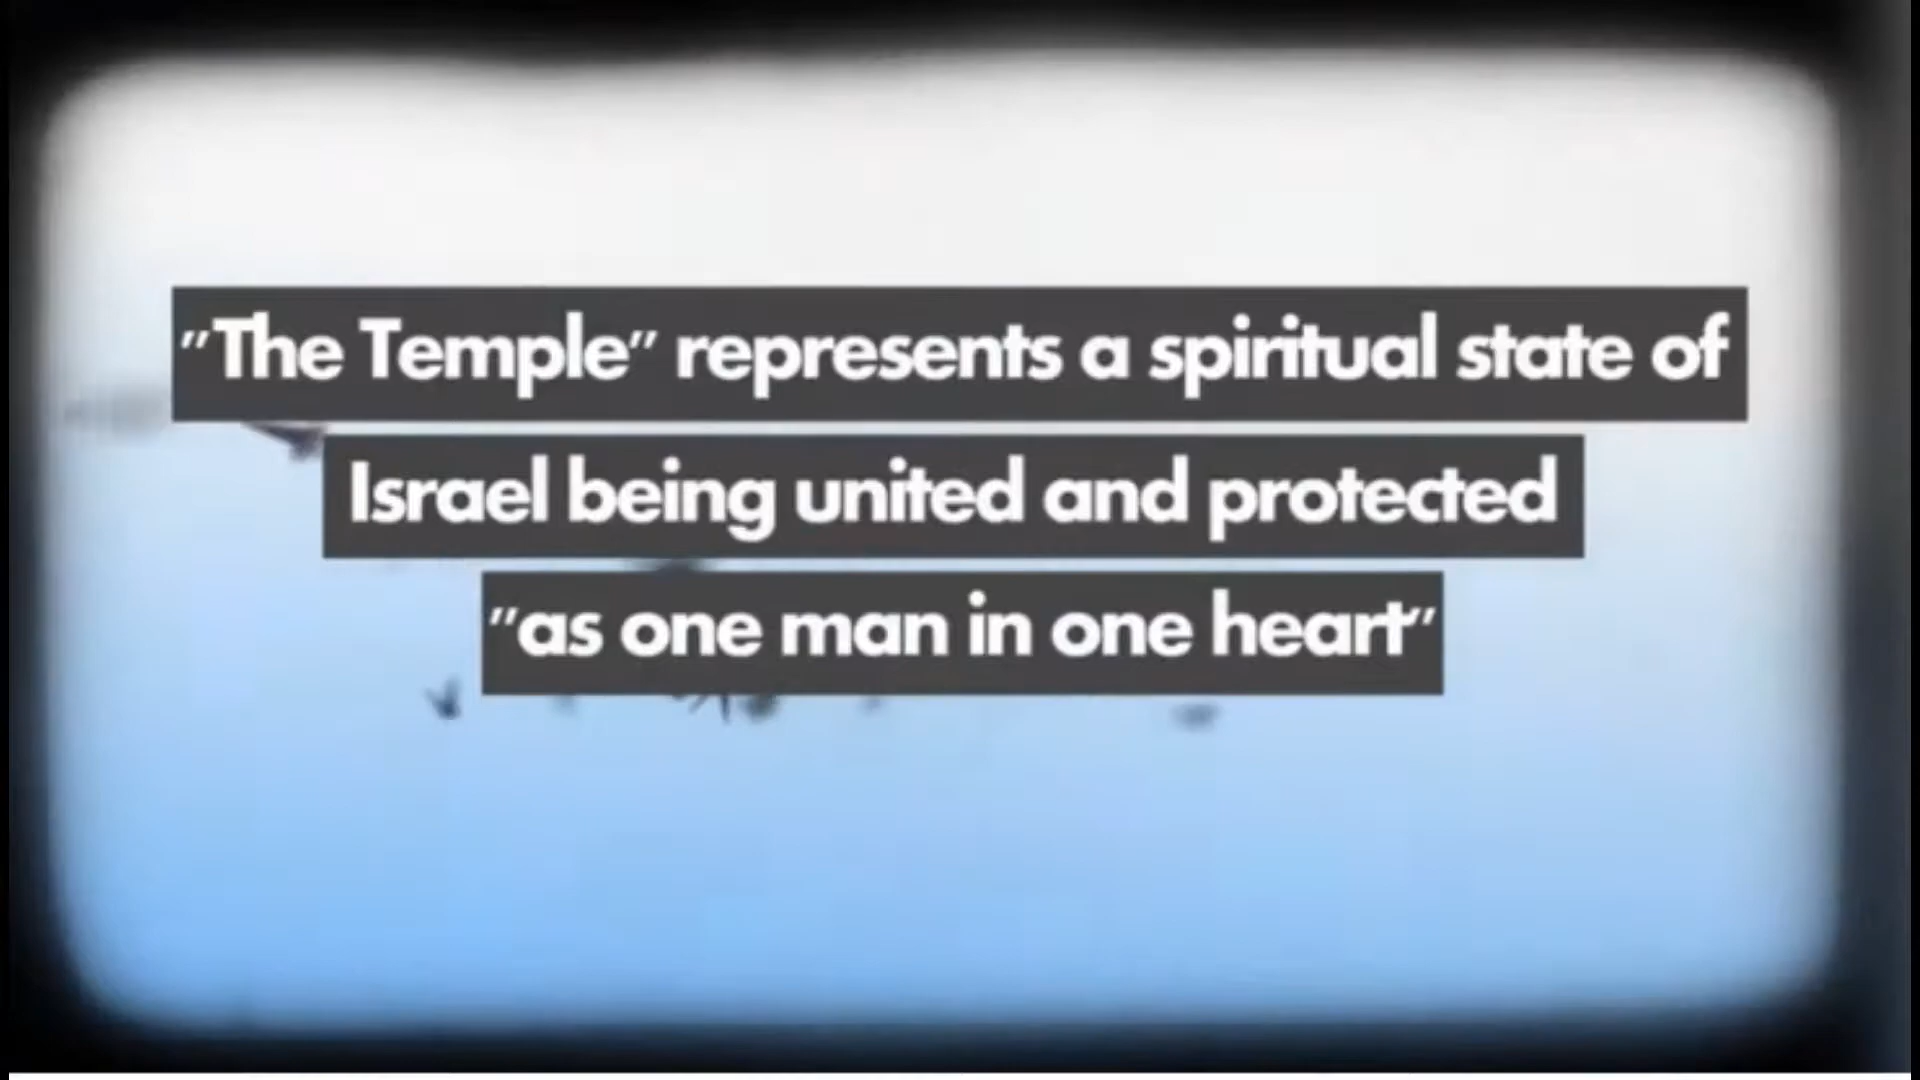 "The Temple" represents a spiritual state of
Israel being united and protected
"as one man in one heart"